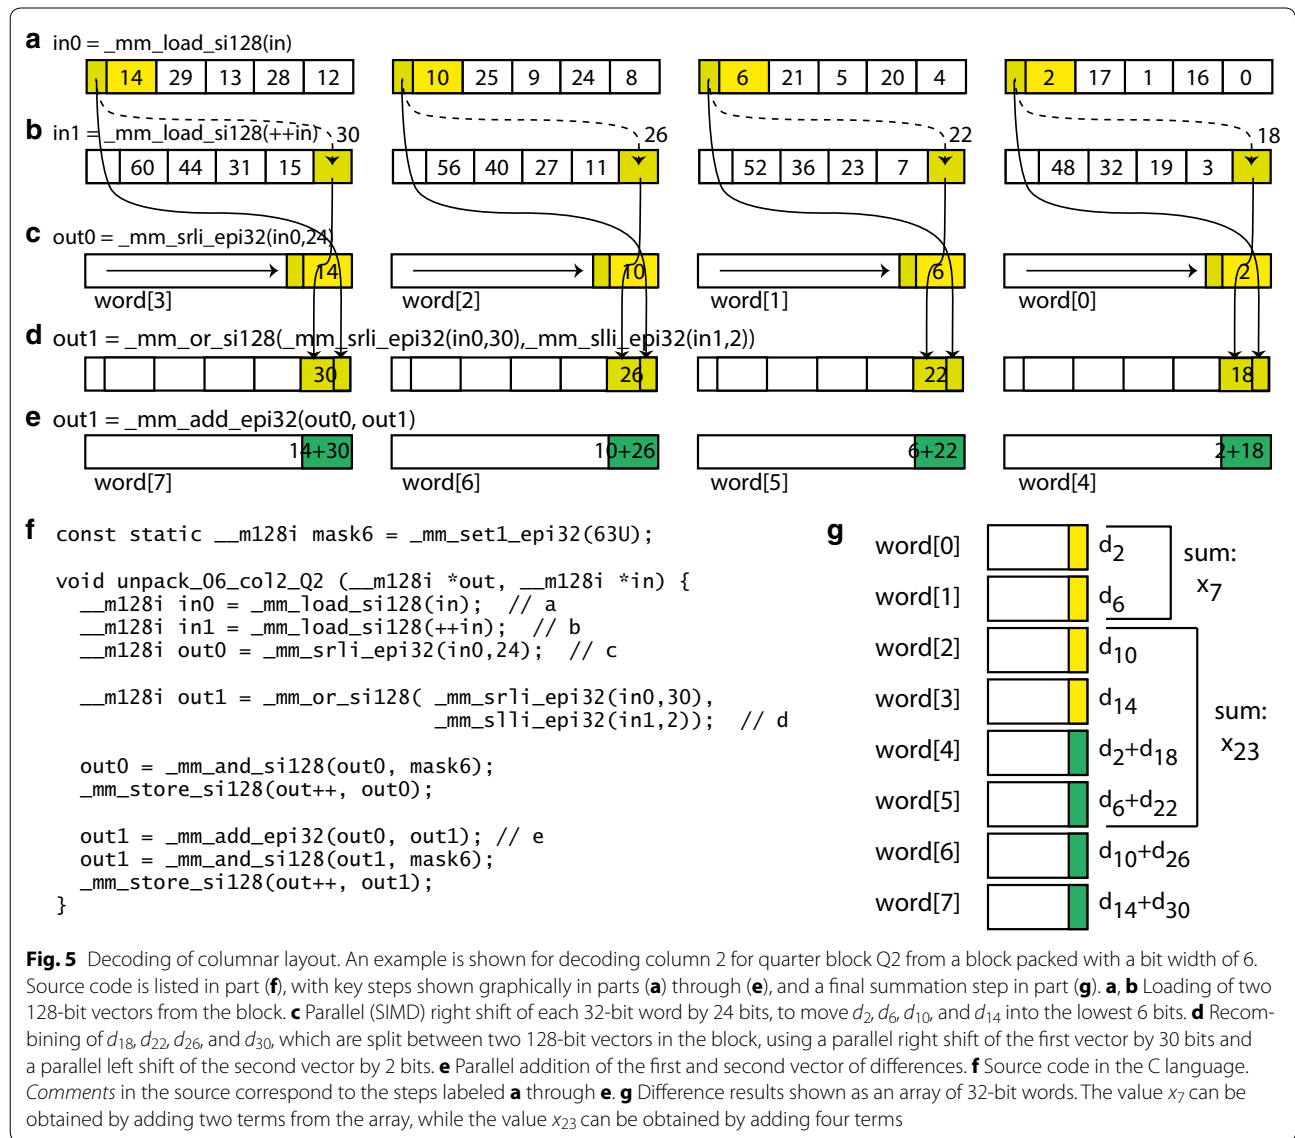 a in0 = _mm_load_si128(in)
14 29 13 28 12 10 25 9 24 8 6 21 5 20 4 2 17 1 16 0
b in1 = _mm_load_si128(++in) 30 26 22 18
60 44 31 15 56 40 27 11 52 36 23 7 48 32 19 3
c out0 = _mm_srli_epi32(in0,24)
14 10 6 2
word[3] word[2] word[1] word[0]
d out1 = _mm_or_si128(_mm_srli_epi32(in0,30),_mm_slli_epi32(in1,2))
30 26 22 18
e out1 = _mm_add_epi32(out0, out1)
14+30 10+26 6+22 2+18
word[7] word[6] word[5] word[4]
f const static __m128i mask6 = _mm_set1_epi32(63U);
void unpack_06_col2_Q2 (__m128i *out, __m128i *in) {
__m128i in0 = _mm_load_si128(in); // a
__m128i in1 = _mm_load_si128(++in); // b
__m128i out0 = _mm_srli_epi32(in0,24); // c
__m128i out1 = _mm_or_si128( _mm_srli_epi32(in0,30),
_mm_slli_epi32(in1,2)); // d
out0 = _mm_and_si128(out0, mask6);
_mm_store_si128(out++, out0);
out1 = _mm_add_epi32(out0, out1); // e
out1 = _mm_and_si128(out1, mask6);
_mm_store_si128(out++, out1);
}
g
word[0] d2
word[1] d6
sum:
x7
word[2] d10
word[3] d14
word[4] d2+d18
word[5] d6+d22
sum:
x23
word[6] d10+d26
word[7] d14+d30
Fig. 5 Decoding of columnar layout. An example is shown for decoding column 2 for quarter block Q2 from a block packed with a bit width of 6.
Source code is listed in part (f), with key steps shown graphically in parts (a) through (e), and a final summation step in part (g). a, b Loading of two
128-bit vectors from the block. c Parallel (SIMD) right shift of each 32-bit word by 24 bits, to move d2, d6, d10, and d14 into the lowest 6 bits. d Recom-
bining of d18, d22, d26, and d30, which are split between two 128-bit vectors in the block, using a parallel right shift of the first vector by 30 bits and
a parallel left shift of the second vector by 2 bits. e Parallel addition of the first and second vector of differences. f Source code in the C language.
Comments in the source correspond to the steps labeled a through e. g Difference results shown as an array of 32-bit words. The value x7 can be
obtained by adding two terms from the array, while the value x23 can be obtained by adding four terms